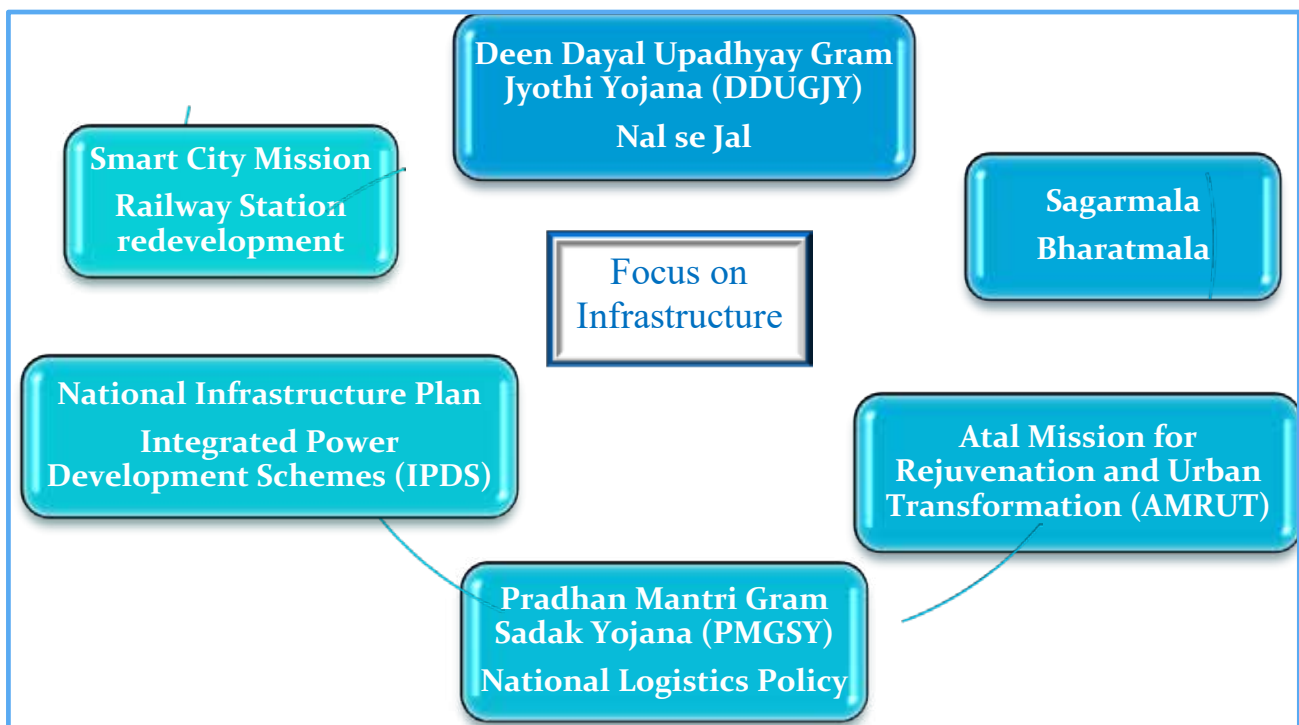 Deen Dayal Upadhyay Gram
Jyothi Yojana (DDUGJY)
Nal se Jal
Smart City Mission
Railway Station
redevelopment
Sagarmala
Bharatmala
Focus on
Infrastructure
National Infrastructure Plan
Integrated Power
Development Schemes (IPDS)
Atal Mission for
Rejuvenation and Urban
Transformation (AMRUT)
Pradhan Mantri Gram
Sadak Yojana (PMGSY)
National Logistics Policy